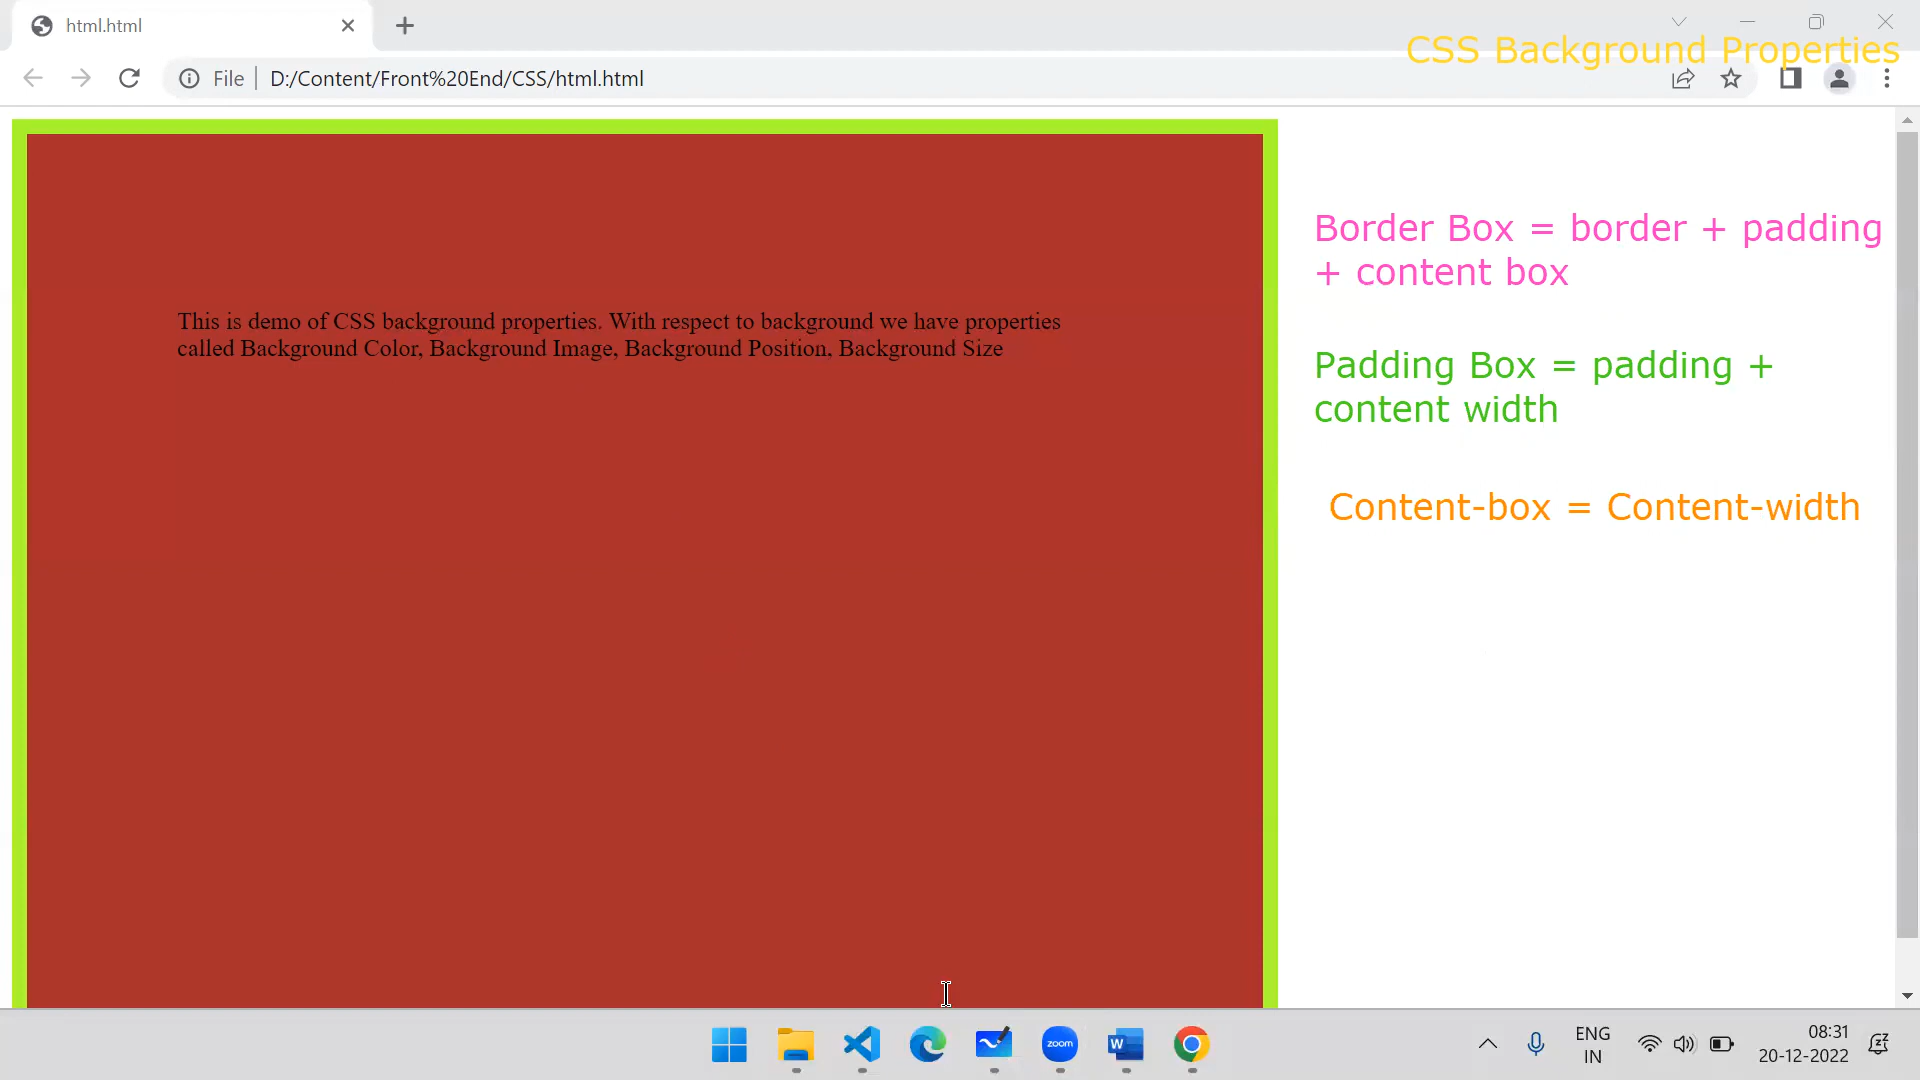 html.html
CSS Background Properties
File
D:/Content/Front%20End/CSS/html.html
Border Box = border + padding
+ content box
This is demo of CSS background properties. With respect to background we have properties
called Background Color, Background Image, Background Position, Background Size
Padding Box = padding +
content width
Content-box = Content-width
zoom
W
ENG
IN
08:31
20-12-2022